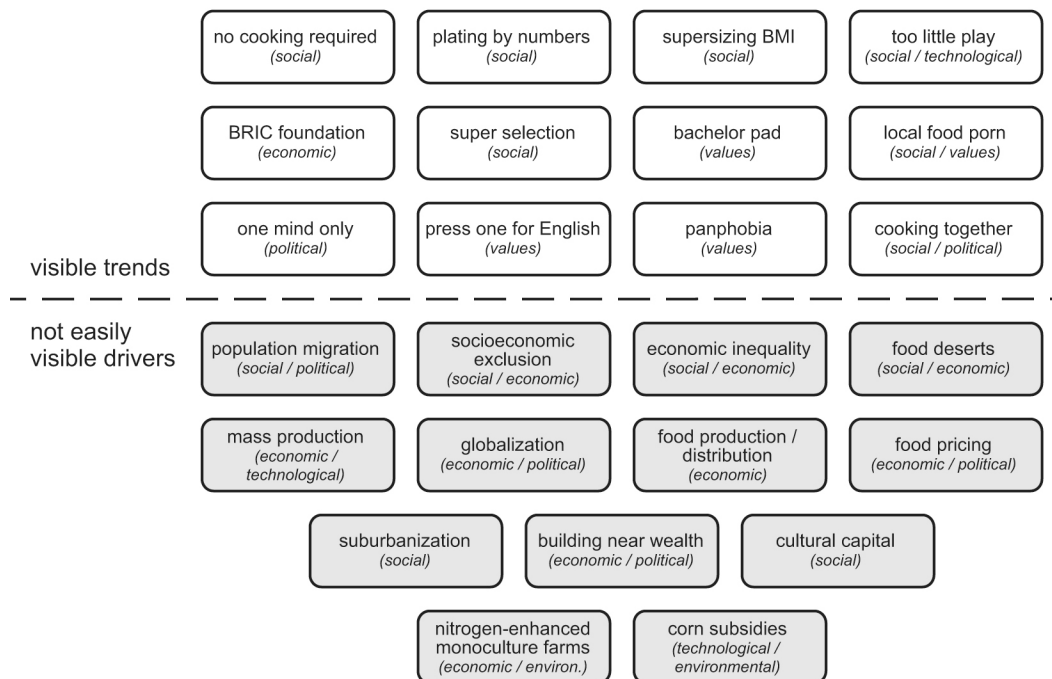 no cooking required
(social)
plating by numbers
(social)
supersizing BMI
(social)
too little play
(social / technological)
BRIC foundation
(economic)
super selection
(social)
bachelor pad
(values)
local food porn
(social / values)
one mind only
(political)
press one for English
(values)
panphobia
(values)
cooking together
(social / political)
visible trends
not easily
visible drivers
population migration
(social / political)
socioeconomic
exclusion
(social / economic)
economic inequality
(social / economic)
food deserts
(social / economic)
mass production
(economic /
technological)
globalization
(economic / political)
food production /
distribution
(economic)
food pricing
(economic / political)
suburbanization
(social)
building near wealth
(economic / political)
cultural capital
(social)
nitrogen-enhanced
monoculture farms
(economic / environ.)
corn subsidies
(technological /
environmental)